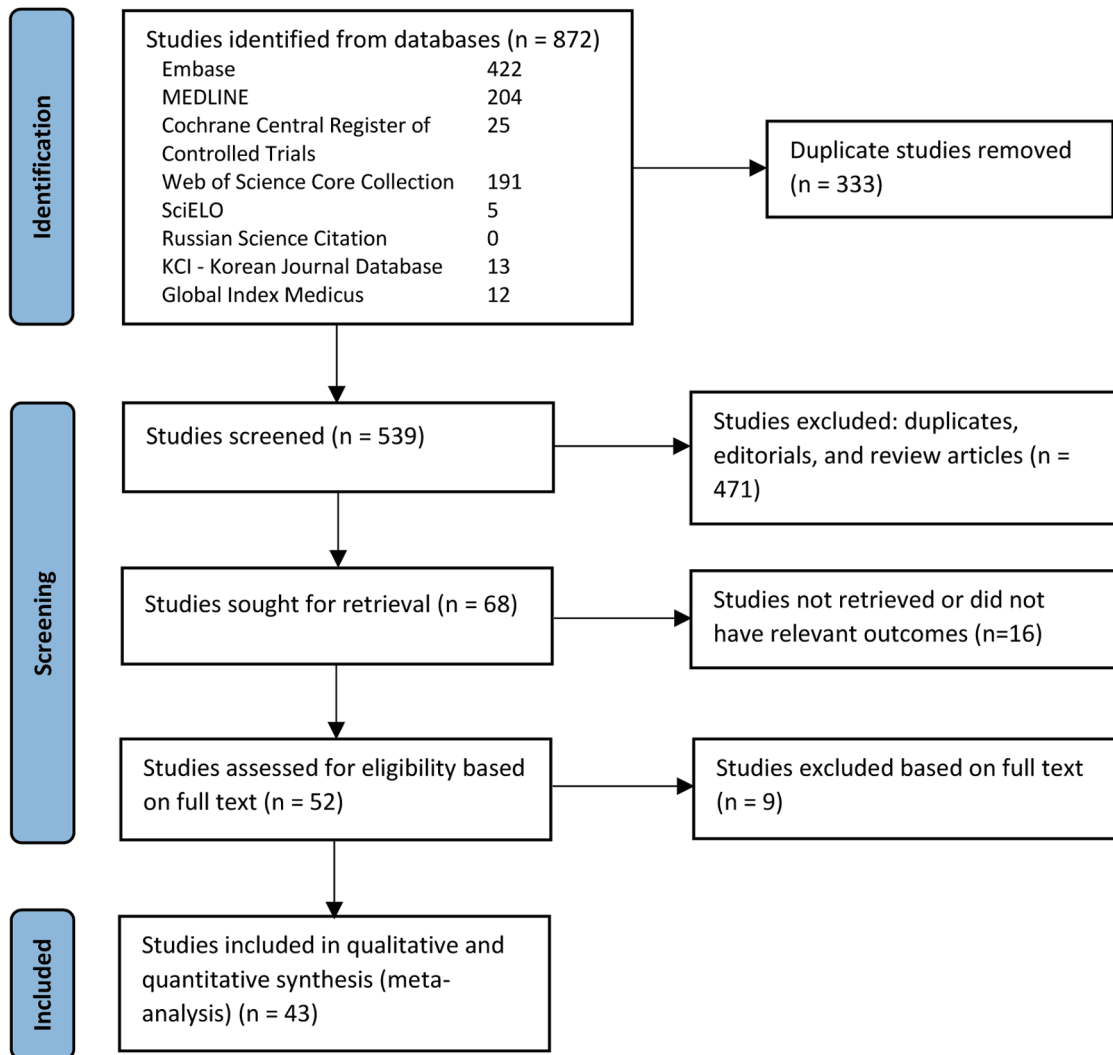 Identification
Studies identified from databases (n = 872)
Embase 422
MEDLINE 204
Cochrane Central Register of 25
Controlled Trials
Web of Science Core Collection 191
SciELO 5
Russian Science Citation 0
KCI - Korean Journal Database 13
Global Index Medicus 12
Duplicate studies removed
(n = 333)
Screening
Studies screened (n = 539)
Studies excluded: duplicates,
editorials, and review articles (n =
471)
Studies sought for retrieval (n = 68)
Studies not retrieved or did not
have relevant outcomes (n=16)
Studies assessed for eligibility based
on full text (n = 52)
Studies excluded based on full text
(n = 9)
Included
Studies included in qualitative and
quantitative synthesis (meta-
analysis) (n = 43)